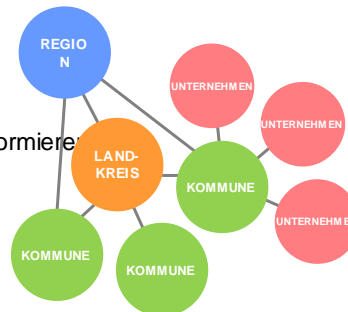 REGIO
N
UNTERNEHMEN
UNTERNEHMEN
ormieren
LAND-
KREIS
KOMMUNE
UNTERNEHMEN
KOMMUNE
KOMMUNE